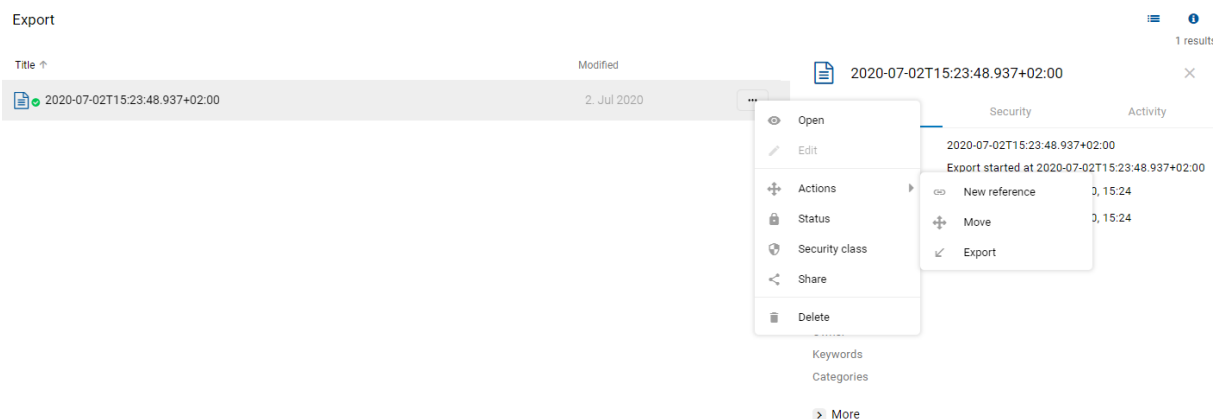 Export
1 results
Title ↑
Modified
2020-07-02T15:23:48.937+02:00
2. Jul 2020
...
Open
Edit
Actions
Status
Security class
Share
Delete
New reference
Move
Export
2020-07-02T15:23:48.937+02:00
Security
Activity
2020-07-02T15:23:48.937+02:00
Export started at 2020-07-02T15:23:48.937+02:00
0, 15:24
0, 15:24
Keywords
Categories
More